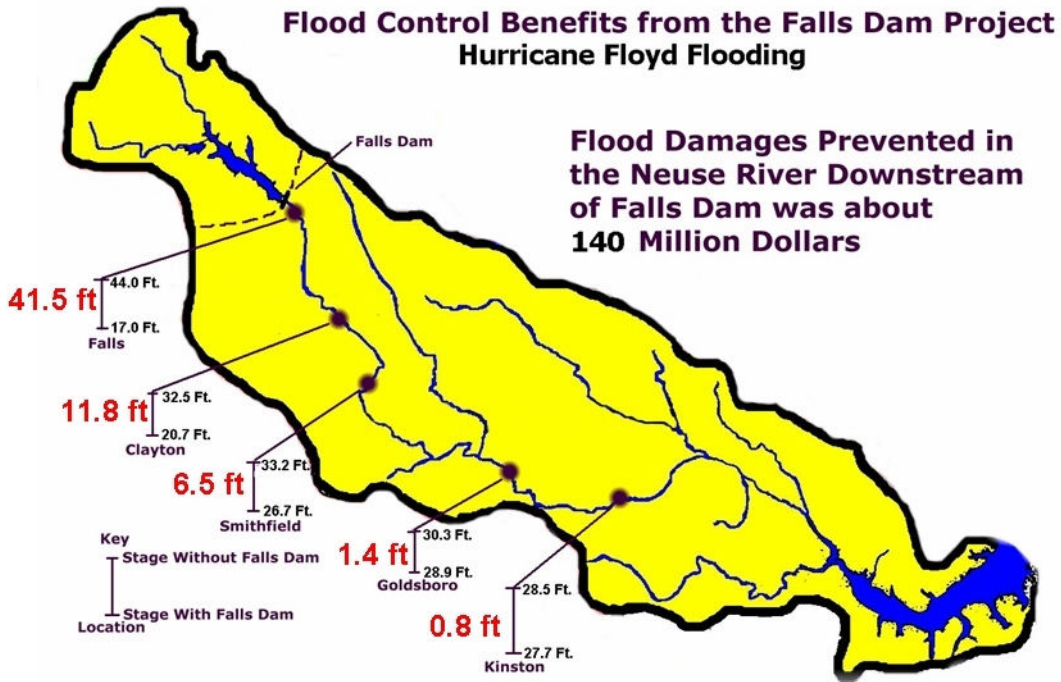 Flood Control Benefits from the Falls Dam Project
Hurricane Floyd Flooding
Falls Dam
Flood Damages Prevented in
the Neuse River Downstream
of Falls Dam was about
140 Million Dollars
44.0 Ft.
41.5 ft
17.0 Ft.
Falls
32.5 Ft.
11.8 ft
20.7 Ft.
Clayton
33.2 Ft.
6.5 ft
26.7 Ft.
Smithfield
30.3 Ft.
1.4 ft
28.9 Ft.
Goldsboro
28.5 Ft.
0.8 ft
27.7 Ft.
Kinston
Key
Stage Without Falls Dam
Stage With Falls Dam
Location